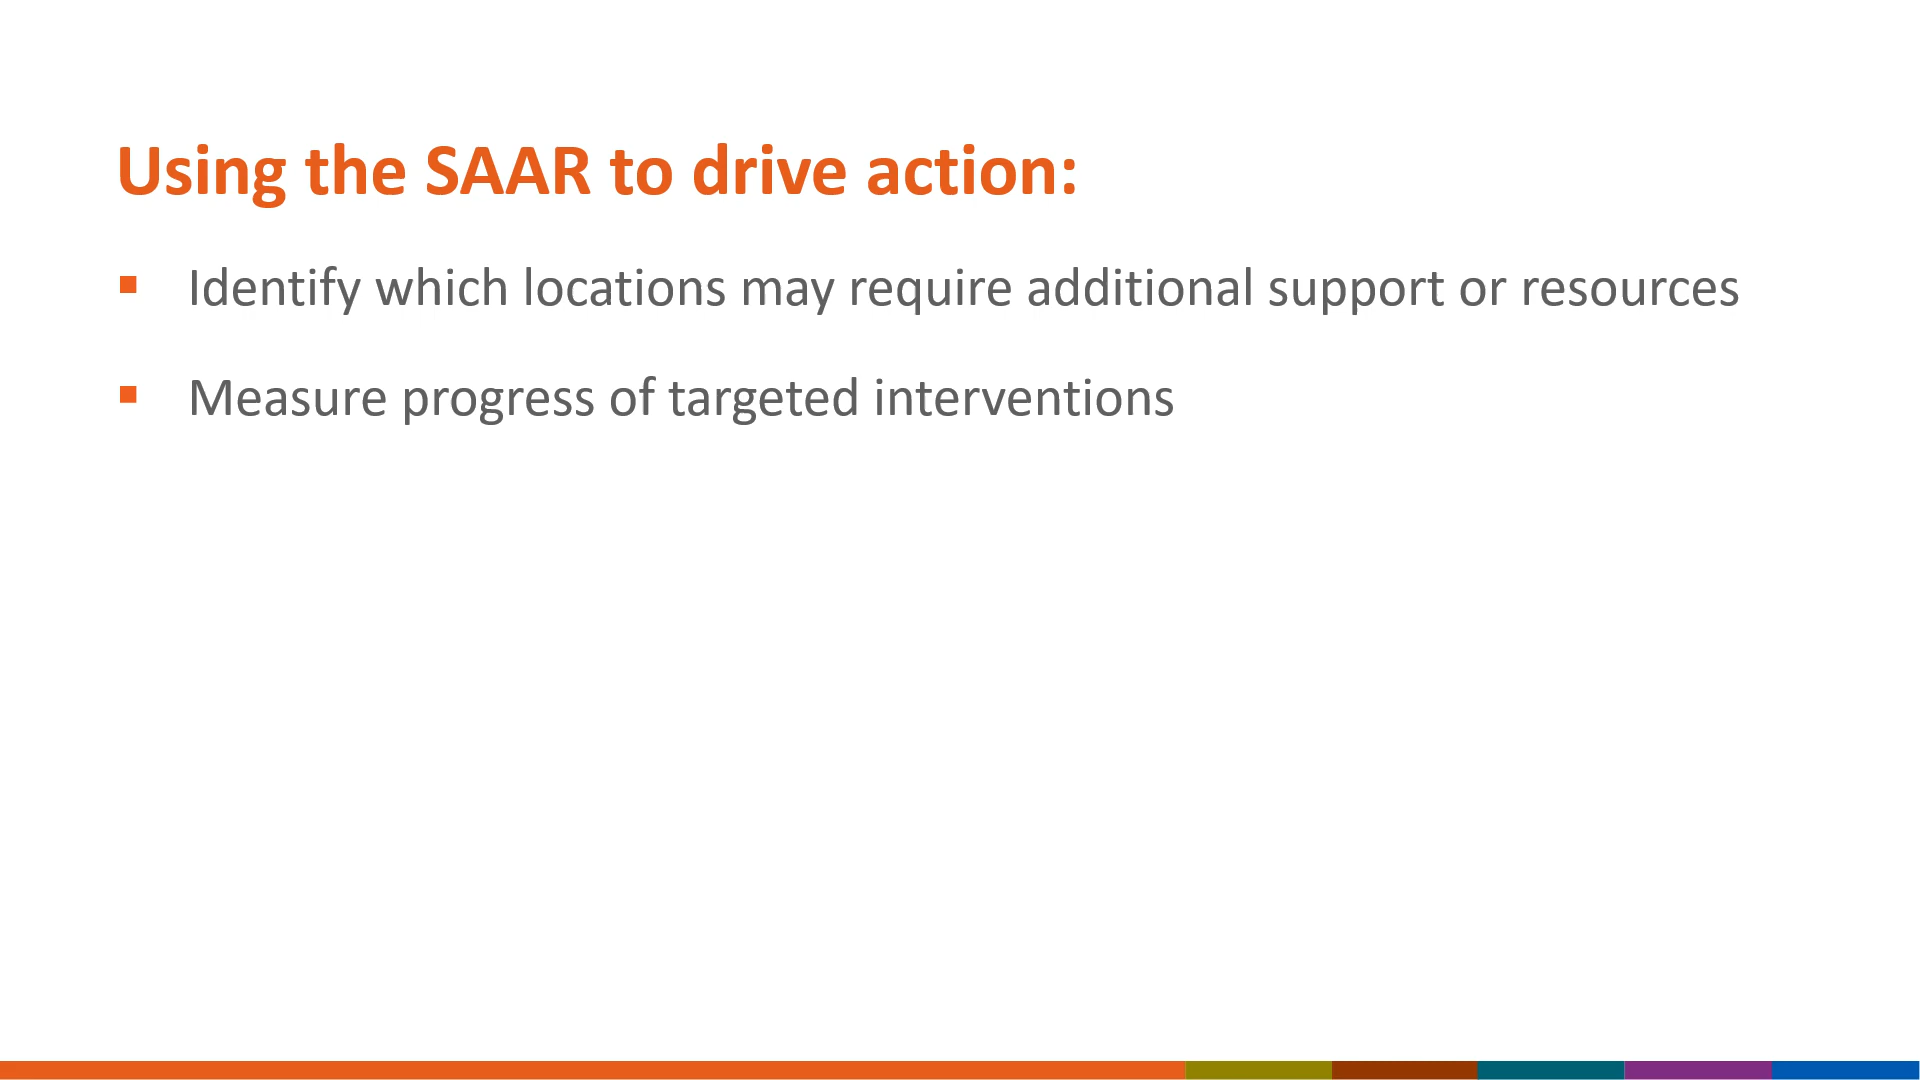 Using the SAAR to drive action:
▪ Identify which locations may require additional support or resources
▪ Measure progress of targeted interventions